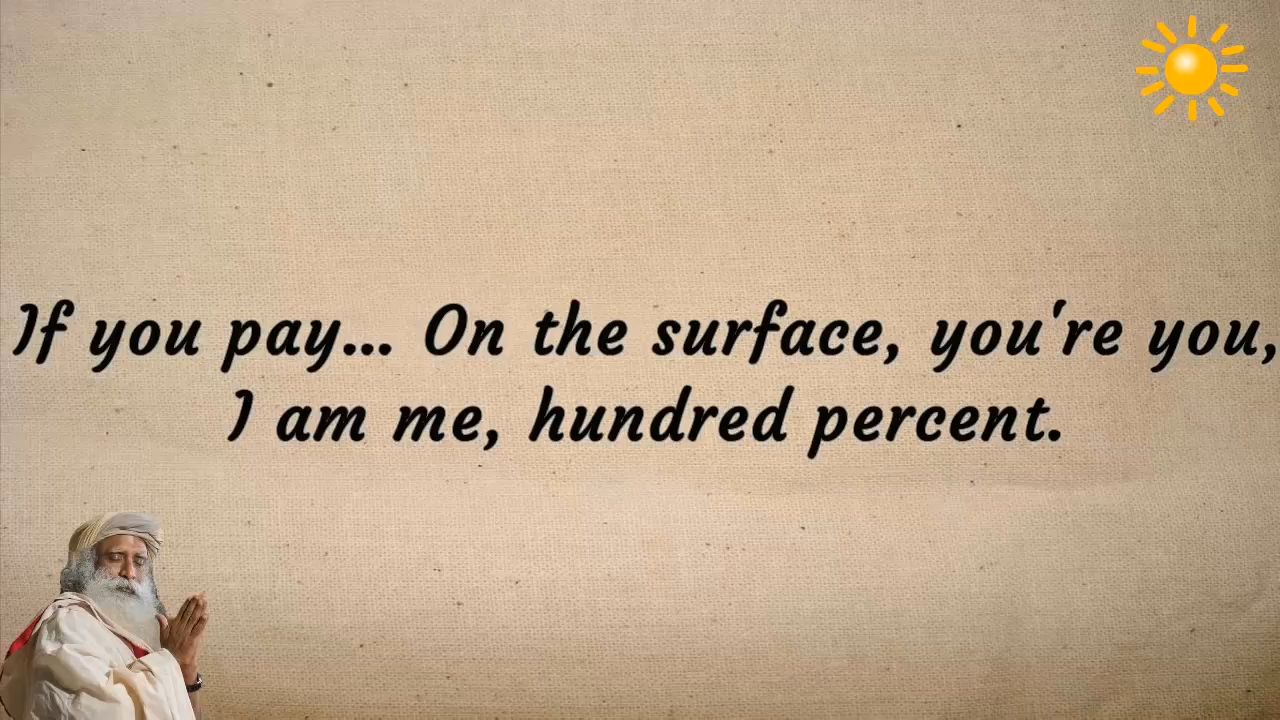 If you pay... On the surface, you're you,
I am me, hundred percent.